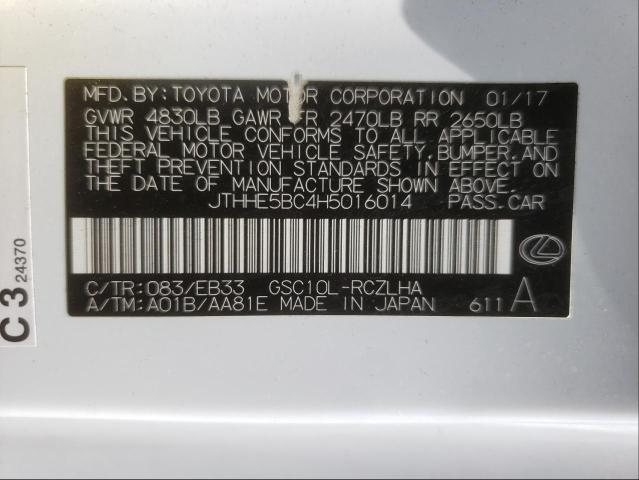 MFD.BY:TOYOTA MOTOR CORPORATION 01/17
GVWR 4830LB GAWR FR 2470LB RR 2650LB
THIS VEHICLE CONFORMS TO ALL APPLICABLE
FEDERAL MOTOR VEHICLE SAFETY,BUMPER,AND
THEFT PREVENTION STANDARDS IN EFFECT ON
THE DATE OF MANUFACTURE SHOWN ABOVE.
JTHHE5BC4H5016014 PASS.CAR
C/TR:083/EB33 GSC10L-RCZLHA
A/TM:A01B/AA81E MADE IN JAPAN 611 A
C 3 24370